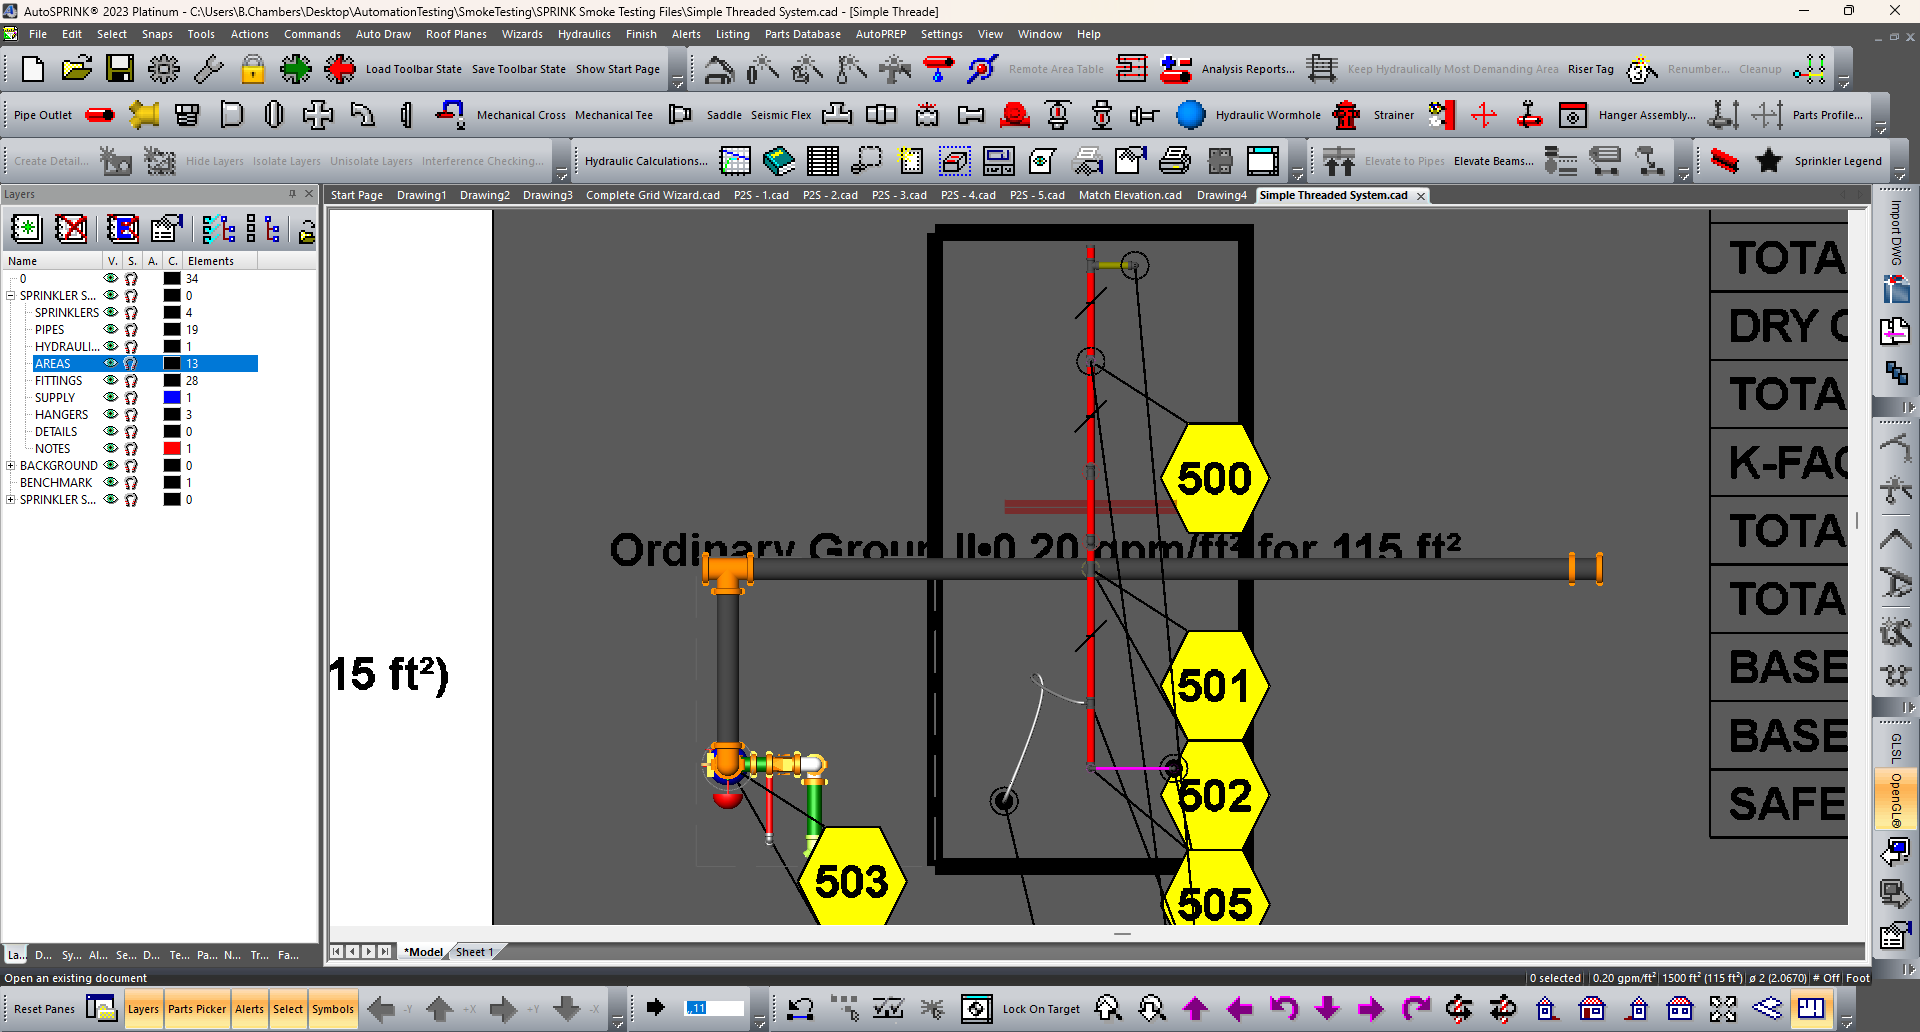 AutoSPRINK® 2023 Platinum - C:\Users\B.Chambers\Desktop\AutomationTesting\SmokeTesting\SPRINK Smoke Testing Files\Simple Threaded System.cad - [Simple Threade]
File Edit Select Snaps Tools Actions Commands Auto Draw Roof Planes Wizards Hydraulics Finish Alerts Listing Parts Database AutoPREP Settings View Window Help
Load Toolbar State Save Toolbar State Show Start Page Remote Area Table Analysis Reports... Keep Hydraulically Most Demanding Area Riser Tag Renumber... Cleanup
Pipe Outlet Mechanical Cross Mechanical Tee Saddle Seismic Flex Hydraulic Wormhole Strainer Hanger Assembly... Parts Profile...
Create Detail... Hide Layers Isolate Layers Unisolate Layers Interference Checking... Hydraulic Calculations... Elevate to Pipes Elevate Beams... Sprinkler Legend
Layers
Start Page Drawing1 Drawing2 Drawing3 Complete Grid Wizard.cad P2S - 1.cad P2S - 2.cad P2S - 3.cad P2S - 4.cad P2S - 5.cad Match Elevation.cad Drawing4 Simple Threaded System.cad
Name V. S. A. C. Elements
0 34
SPRINKLER S... 0
SPRINKLERS 4
PIPES 19
HYDRAULI... 1
AREAS 13
FITTINGS 28
SUPPLY 1
HANGERS 3
DETAILS 0
NOTES 1
BACKGROUND 0
BENCHMARK 1
SPRINKLER S... 0
15 ft²)
Ordinary Group II•0.20 gpm/ft² for 115 ft²
500
501
502
503
505
TOTA
DRY C
TOTA
K-FAC
TOTA
TOTA
BASE
BASE
SAFE
Import DWG
GLSL
OpenGL®
La... D... Sy... Al... Se... D... Te... Pa... N... Tr... Fa...
*Model Sheet 1
Open an existing document
0 selected 0.20 gpm/ft² 1500 ft² (115 ft²) ø 2 (2.0670) # Off Foot
Reset Panes Layers Parts Picker Alerts Select Symbols -Y +X +Y -X ,,11 Lock On Target